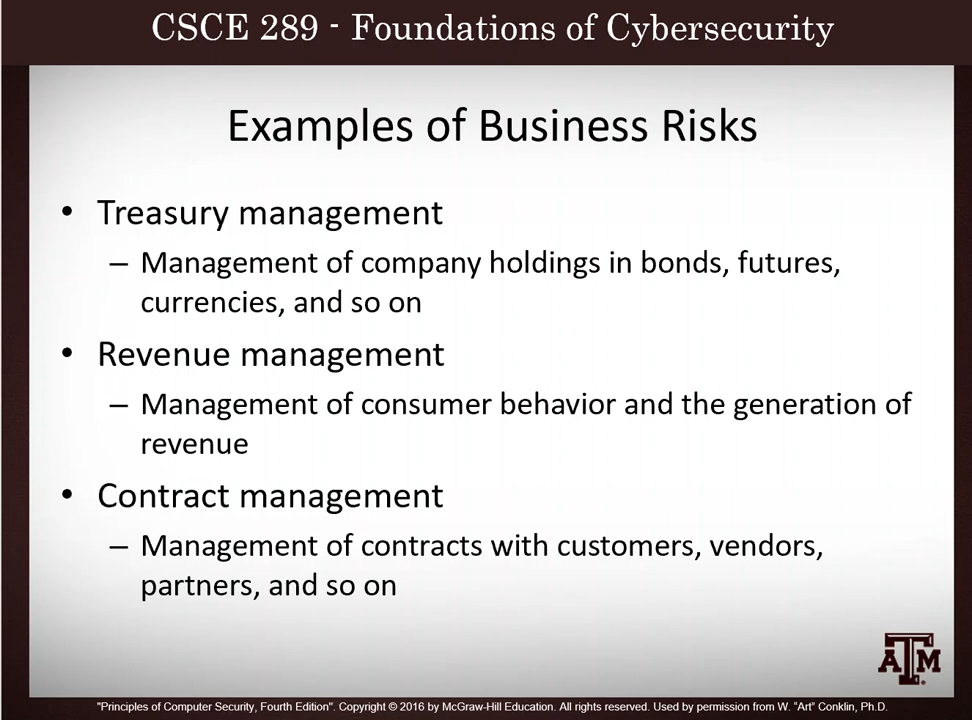 CSCE 289 - Foundations of Cybersecurity
Examples of Business Risks
• Treasury management
– Management of company holdings in bonds, futures,
currencies, and so on
• Revenue management
– Management of consumer behavior and the generation of
revenue
• Contract management
– Management of contracts with customers, vendors,
partners, and so on
ATM
"Principles of Computer Security, Fourth Edition". Copyright © 2016 by McGraw-Hill Education. All rights reserved. Used by permission from W. "Art" Conklin, Ph.D.